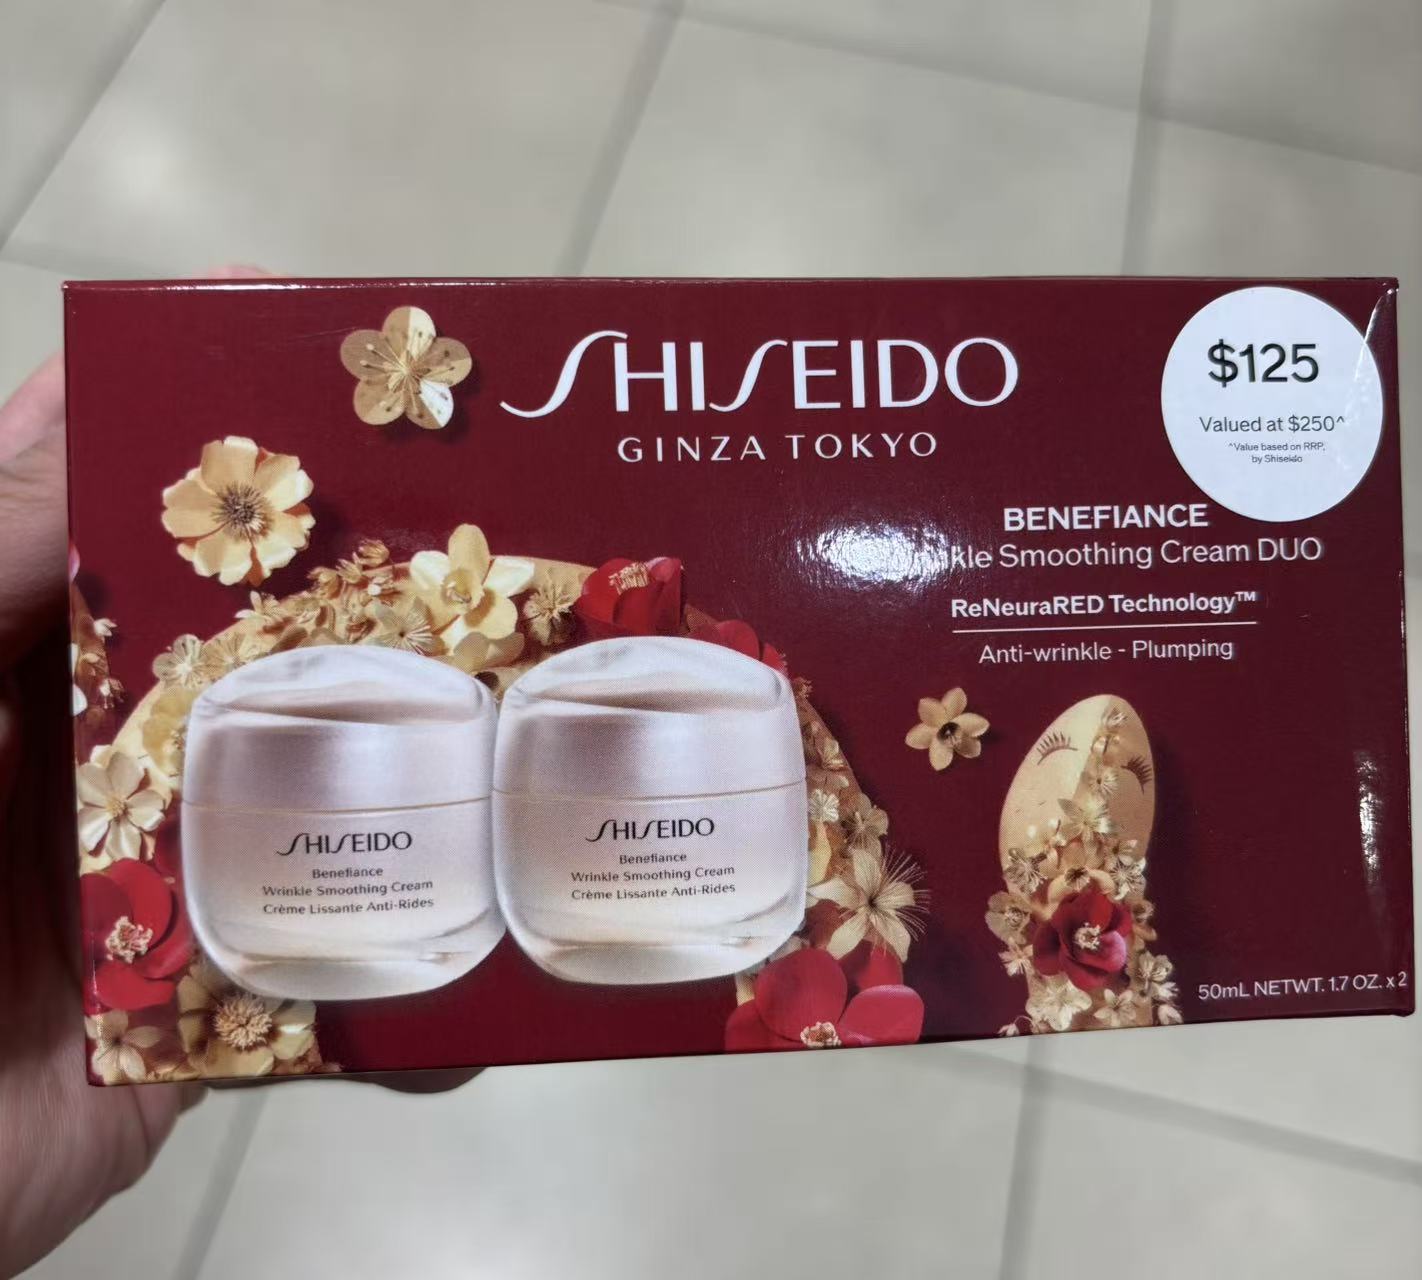 SHISEIDO
GINZA TOKYO
$125
Valued at $250^
^Value based on RRP,
by Shiseido
BENEFIANCE
Smoothing Cream DUO
ReNeuraRED Technology™
Anti-wrinkle - Plumping
SHISEIDO
Benefiance
Wrinkle Smoothing Cream
Crème Lissante Anti-Rides
SHISEIDO
Benefiance
Wrinkle Smoothing Cream
Crème Lissante Anti-Rides
50mL NETWT. 1.7 OZ. x 2